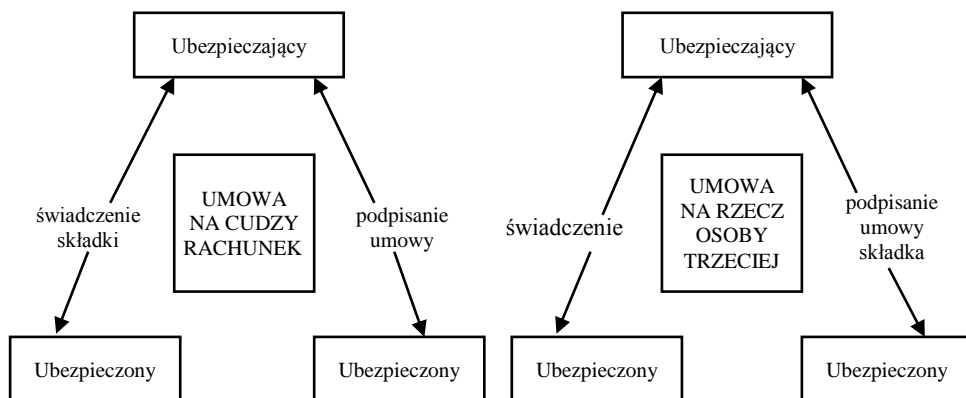 Ubezpieczający
świadczenie
składki
UMOWA
NA CUDZY
RACHUNEK
podpisanie
umowy
Ubezpieczony
Ubezpieczony
Ubezpieczający
świadczenie
UMOWA
NA RZECZ
OSOBY
TRZECIEJ
podpisanie
umowy
składka
Ubezpieczony
Ubezpieczony